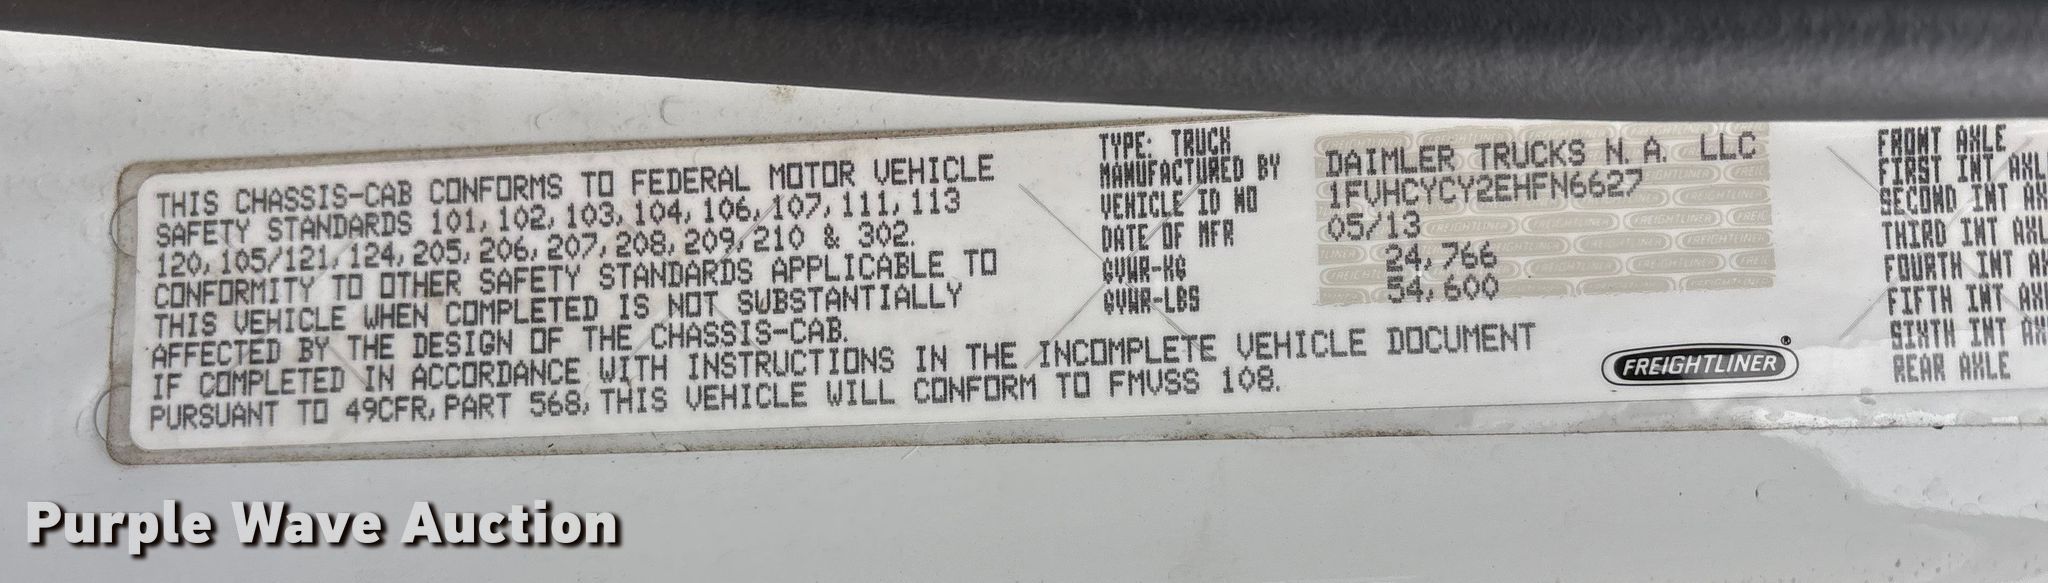 THIS CHASSIS-CAB CONFORMS TO FEDERAL MOTOR VEHICLE
SAFETY STANDARDS 101, 102, 103, 104, 106, 107, 111, 113
120, 105/121, 124, 205, 206, 207, 208, 209, 210 & 302.
CONFORMITY TO OTHER SAFETY STANDARDS APPLICABLE TO
THIS VEHICLE WHEN COMPLETED IS NOT SUBSTANTIALLY
AFFECTED BY THE DESIGN OF THE CHASSIS-CAB.
IF COMPLETED IN ACCORDANCE WITH INSTRUCTIONS IN THE INCOMPLETE VEHICLE DOCUMENT
PURSUANT TO 49CFR, PART 568, THIS VEHICLE WILL CONFORM TO FMVSS 108.
TYPE: TRUCK
MANUFACTURED BY DAIMLER TRUCKS N. A. LLC
VEHICLE ID NO 1FVHCYCY2EHFN6627
DATE OF MFR 05/13
GVWR-KG 24,766
GVWR-LBS 54,600
FREIGHTLINER®
FRONT AXLE
FIRST INT AXL
SECOND INT AXL
THIRD INT AXL
FOURTH INT AX
FIFTH INT AXL
SIXTH INT AX
REAR AXLE
Purple Wave Auction